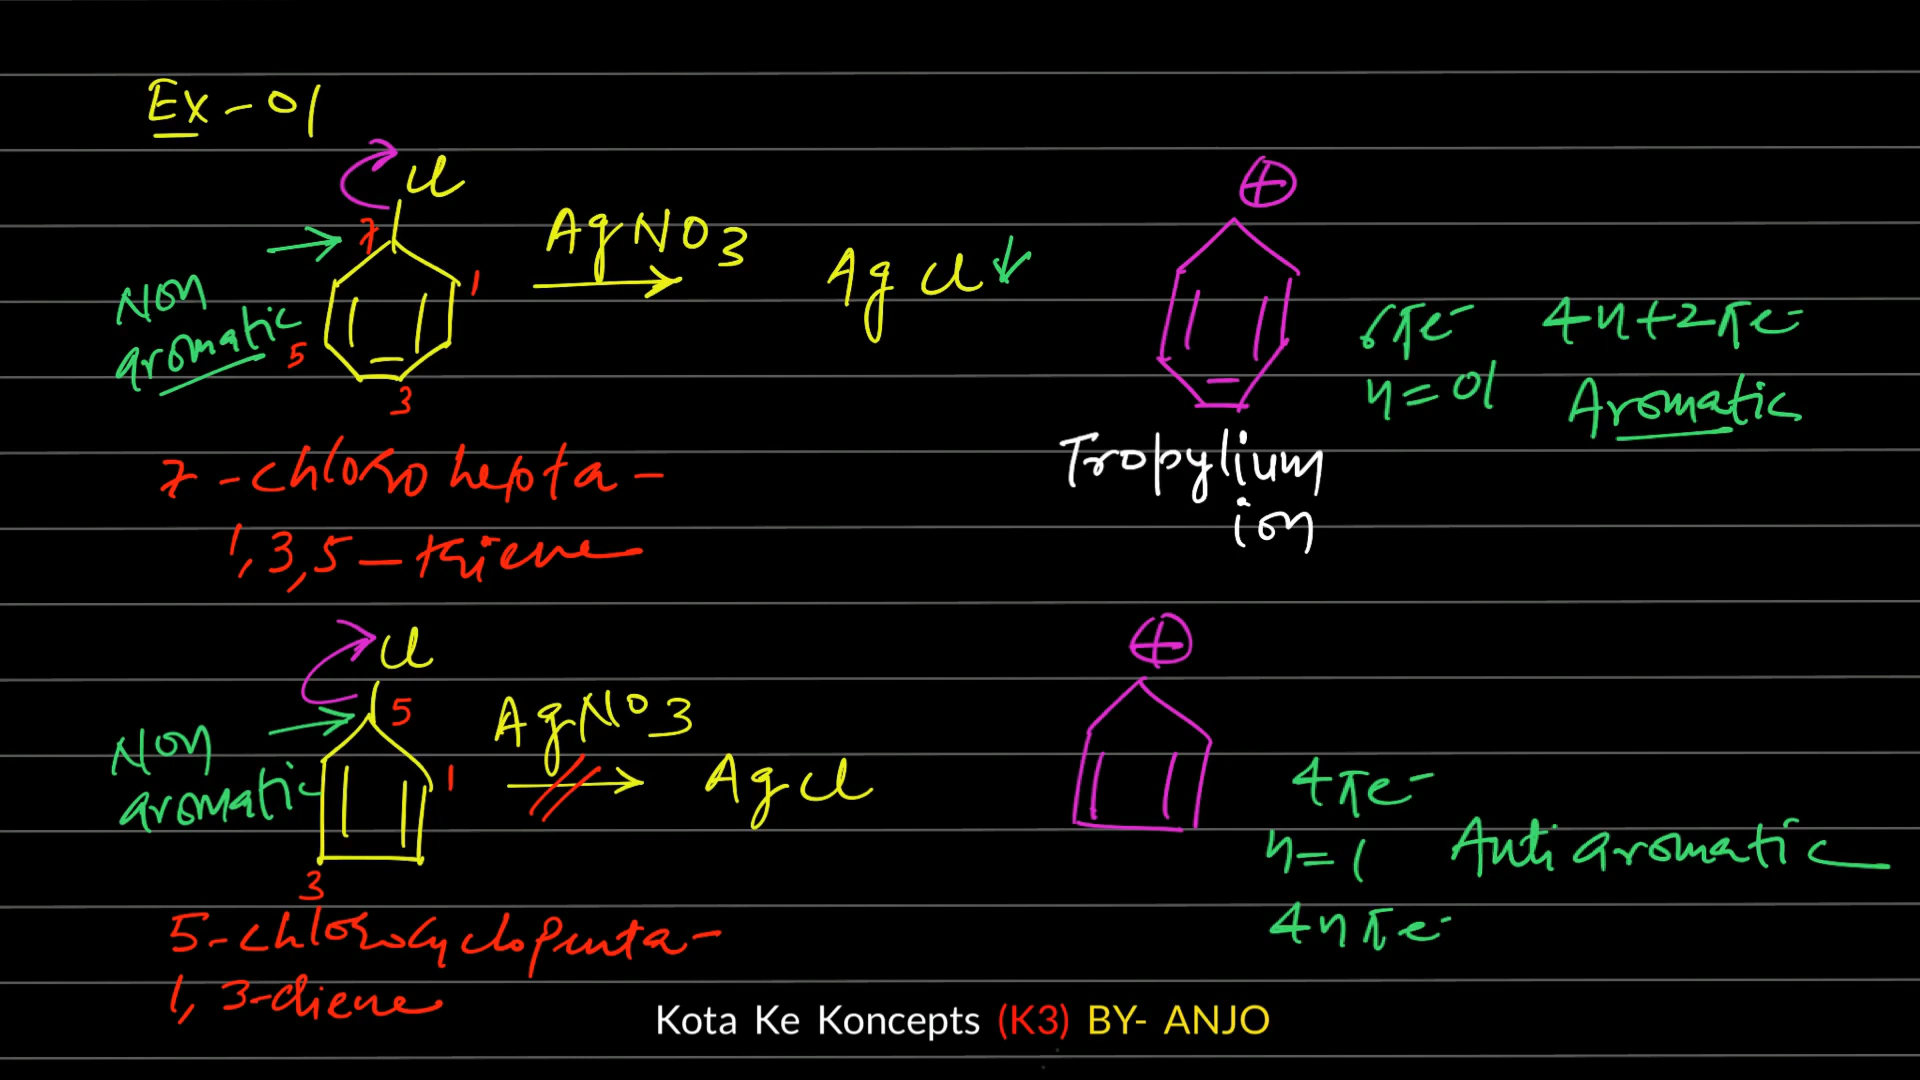 Ex-01
Cl
7
1
Non
aromatic
5
3
AgNO3
AgCl↓
⊕
6πe-
4n+2πe-
n=01
Aromatic
Tropylium
ion
7-chlorohepta-
1,3,5-triene
Cl
5
1
3
Non
aromatic
AgNO3
AgCl
⊕
4πe-
n=1
Anti aromatic
4nπe-
5-chlorocyclopenta-
1,3-diene
Kota Ke Koncepts (K3) BY- ANJO